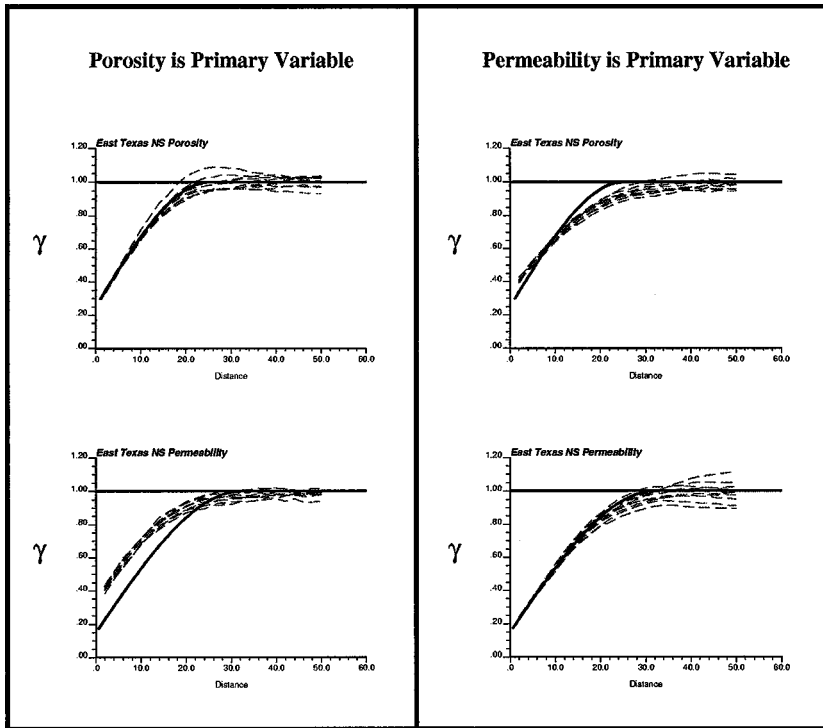 Porosity is Primary Variable
East Texas NS Porosity
1.20
1.00
.80
.60
.40
.20
.00
γ
.0 10.0 20.0 30.0 40.0 50.0 60.0
Distance
East Texas NS Permeability
1.20
1.00
.80
.60
.40
.20
.00
γ
.0 10.0 20.0 30.0 40.0 50.0 60.0
Distance
Permeability is Primary Variable
East Texas NS Porosity
1.20
1.00
.80
.60
.40
.20
.00
γ
.0 10.0 20.0 30.0 40.0 50.0 60.0
Distance
East Texas NS Permeability
1.20
1.00
.80
.60
.40
.20
.00
γ
.0 10.0 20.0 30.0 40.0 50.0 60.0
Distance